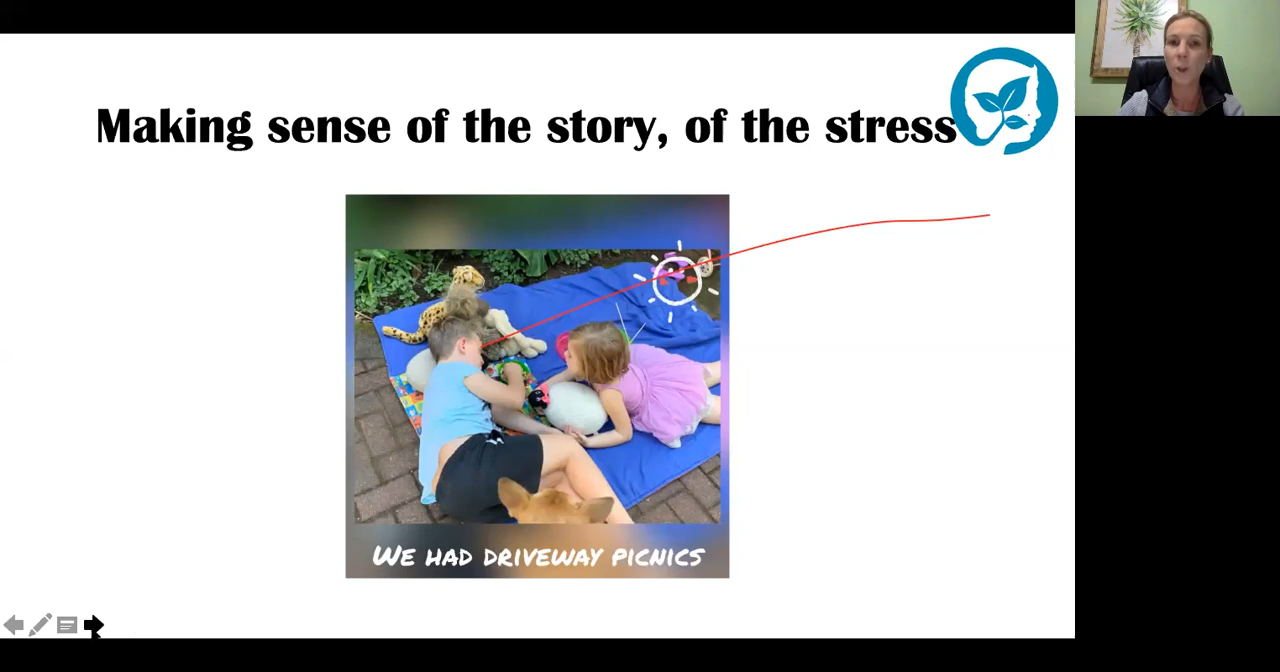 Making sense of the story, of the stress
We had driveway picnics